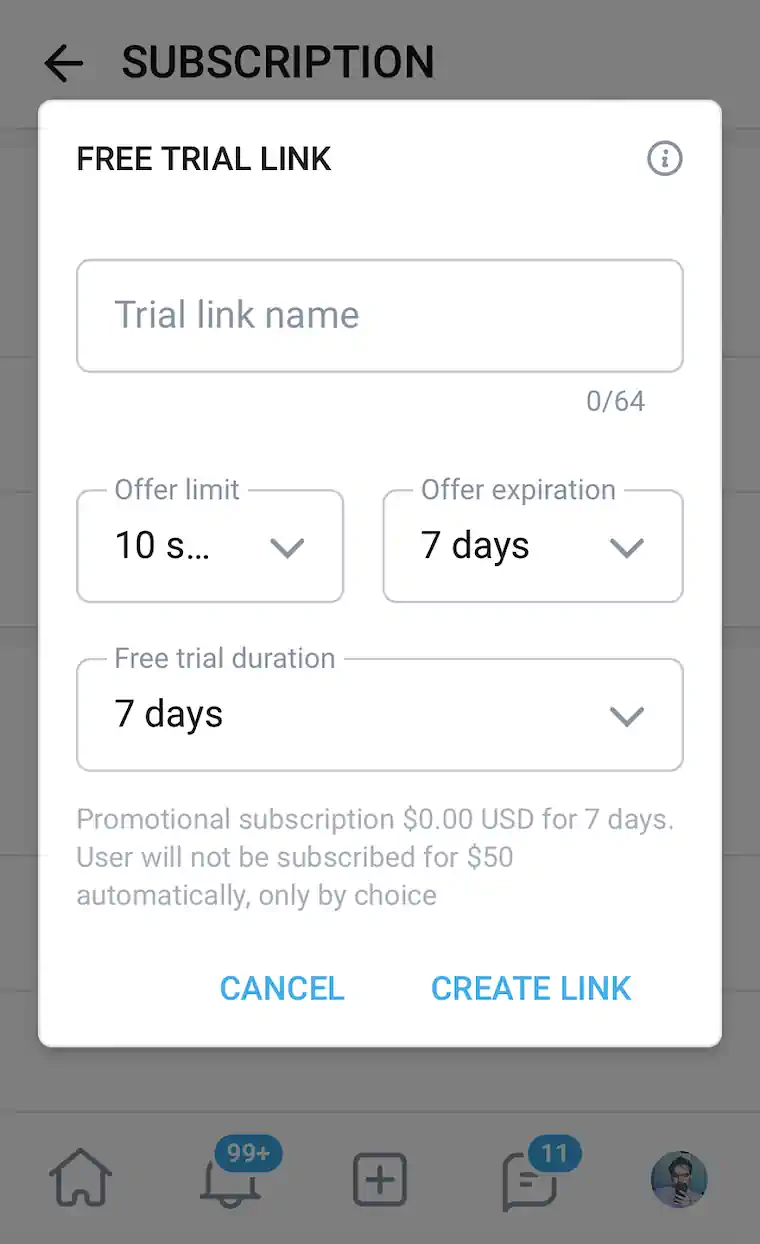 SUBSCRIPTION
FREE TRIAL LINK
Trial link name
0/64
Offer limit
10 s...
Offer expiration
7 days
Free trial duration
7 days
Promotional subscription $0.00 USD for 7 days.
User will not be subscribed for $50
automatically, only by choice
CANCEL
CREATE LINK
99+
11